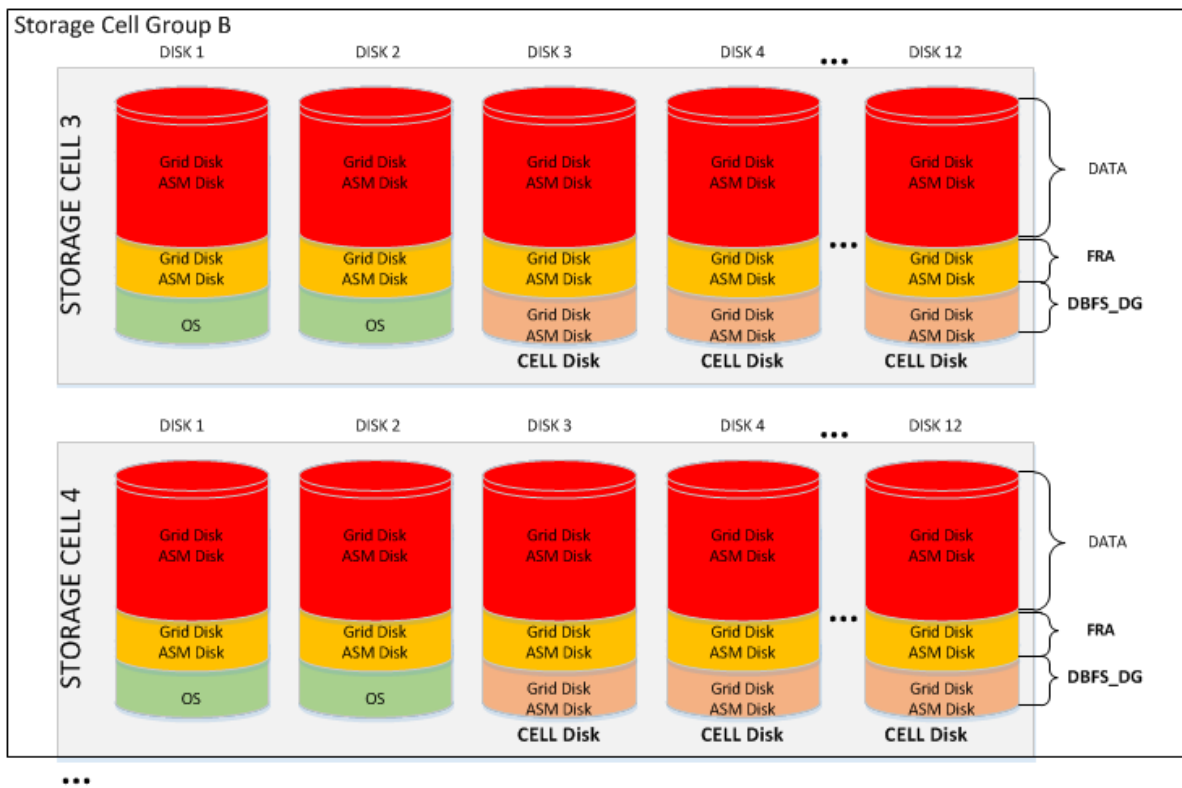 Storage Cell Group B
DISK 1 DISK 2 DISK 3 DISK 4 ... DISK 12
STORAGE CELL 3
Grid Disk Grid Disk Grid Disk Grid Disk Grid Disk
ASM Disk ASM Disk ASM Disk ASM Disk ASM Disk
DATA
...
Grid Disk Grid Disk Grid Disk Grid Disk Grid Disk
ASM Disk ASM Disk ASM Disk ASM Disk ASM Disk
FRA
OS OS
Grid Disk Grid Disk Grid Disk
ASM Disk ASM Disk ASM Disk
DBFS_DG
CELL Disk CELL Disk CELL Disk
DISK 1 DISK 2 DISK 3 DISK 4 ... DISK 12
STORAGE CELL 4
Grid Disk Grid Disk Grid Disk Grid Disk Grid Disk
ASM Disk ASM Disk ASM Disk ASM Disk ASM Disk
DATA
...
Grid Disk Grid Disk Grid Disk Grid Disk Grid Disk
ASM Disk ASM Disk ASM Disk ASM Disk ASM Disk
FRA
OS OS
Grid Disk Grid Disk Grid Disk
ASM Disk ASM Disk ASM Disk
DBFS_DG
CELL Disk CELL Disk CELL Disk
...